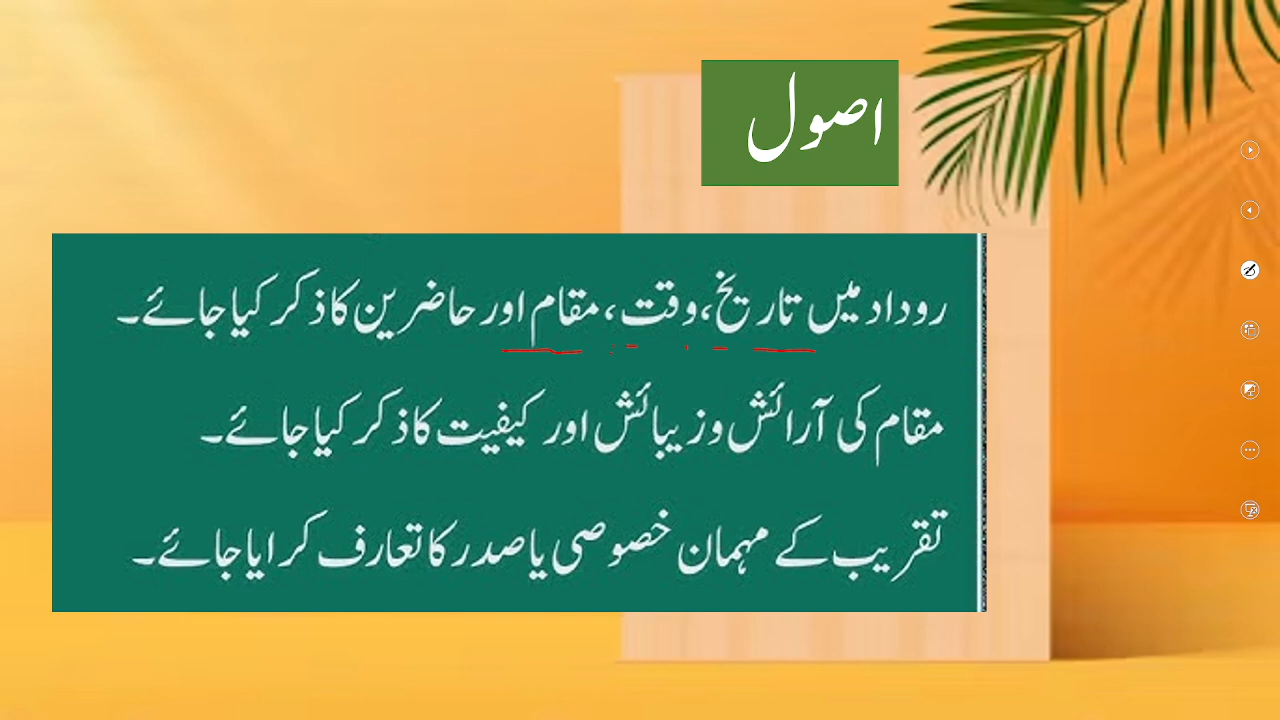 اصول
روداد میں تاریخ، وقت، مقام اور حاضرین کا ذکر کیا جائے۔
مقام کی آرائش و زیبائش اور کیفیت کا ذکر کیا جائے۔
تقریب کے مہمان خصوصی یا صدر کا تعارف کرایا جائے۔